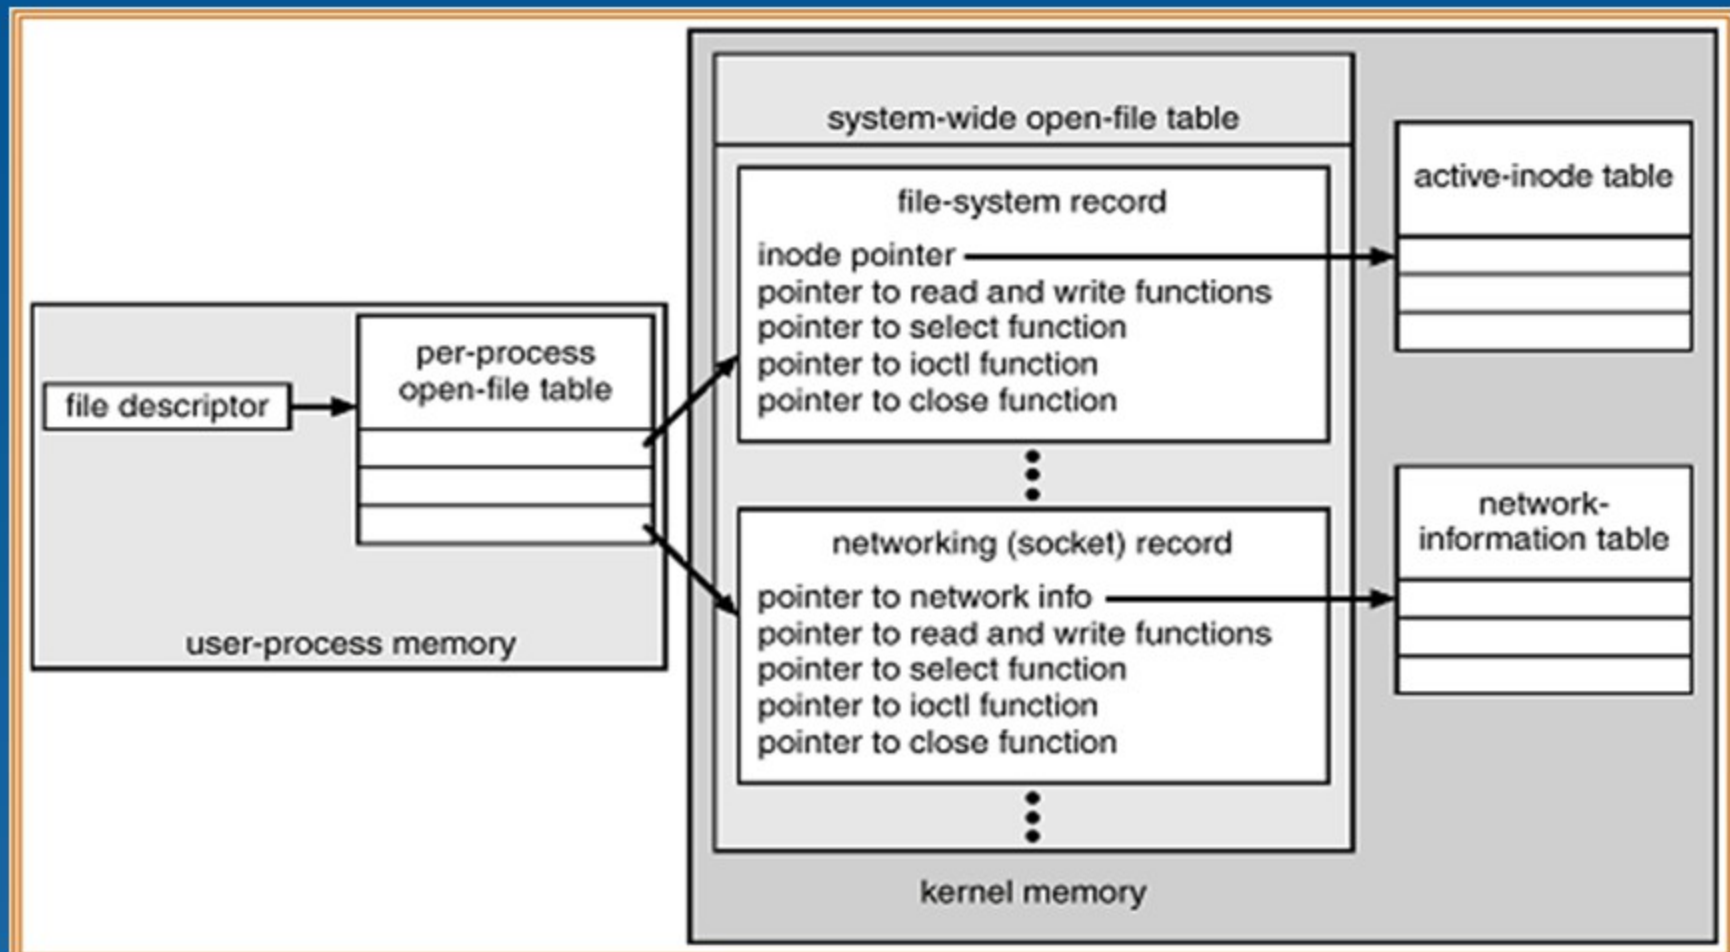 file descriptor
per-process
open-file table
user-process memory
system-wide open-file table
file-system record
inode pointer
pointer to read and write functions
pointer to select function
pointer to ioctl function
pointer to close function
networking (socket) record
pointer to network info
pointer to read and write functions
pointer to select function
pointer to ioctl function
pointer to close function
active-inode table
network-
information table
kernel memory